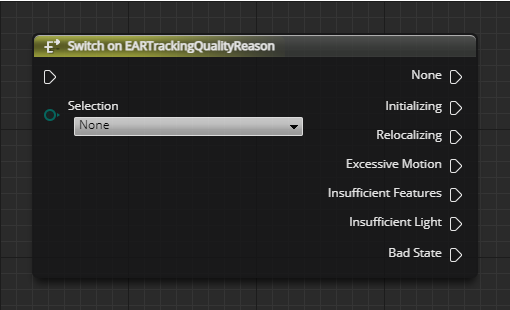 Switch on EARTrackingQualityReason
None
Selection
None
Initializing
Relocalizing
Excessive Motion
Insufficient Features
Insufficient Light
Bad State